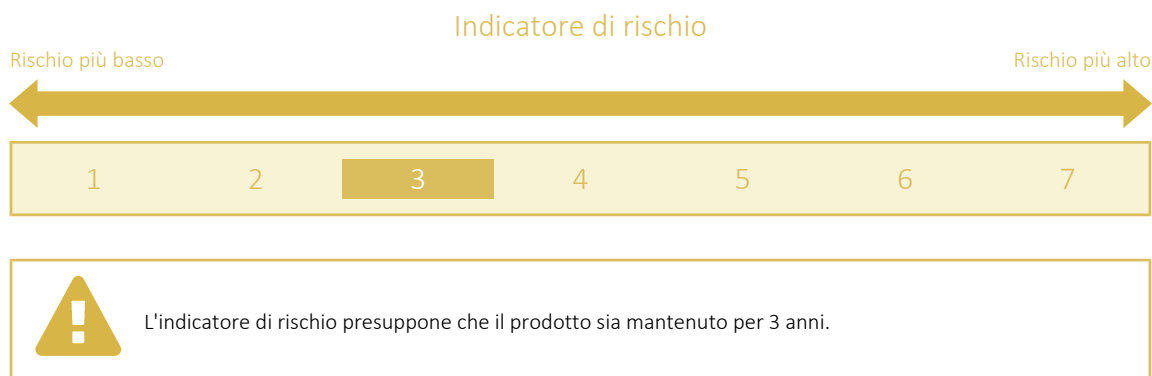 Indicatore di rischio
Rischio più basso Rischio più alto
1 2 3 4 5 6 7
L'indicatore di rischio presuppone che il prodotto sia mantenuto per 3 anni.